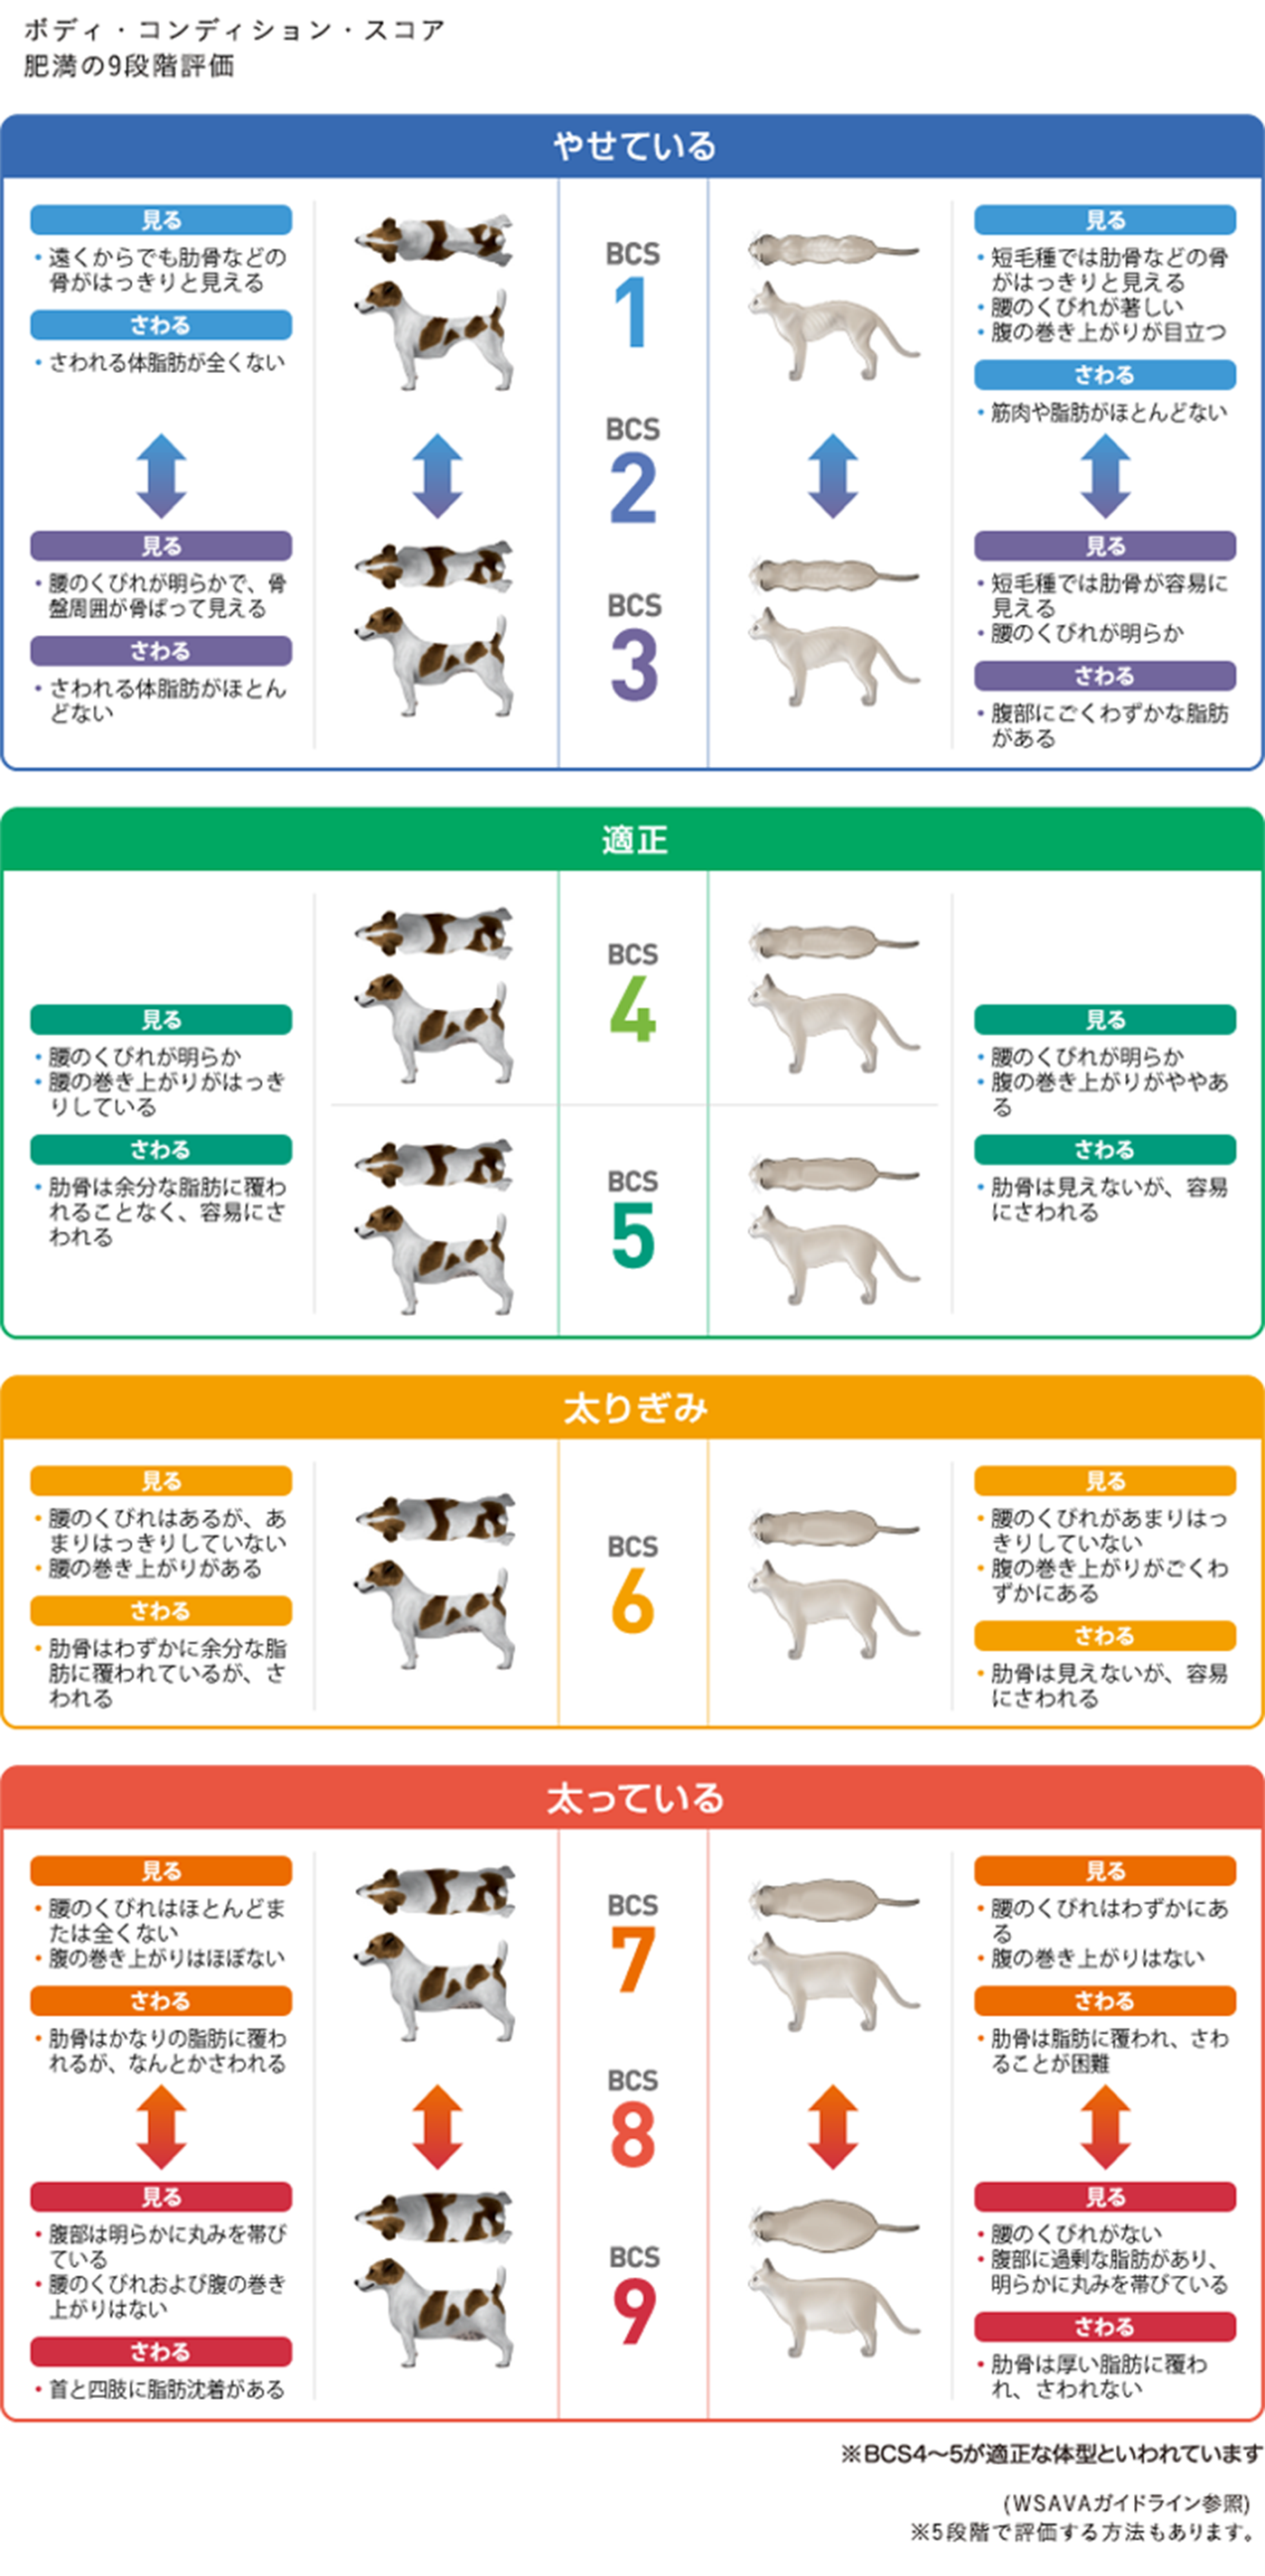 ボディ・コンディション・スコア
肥満の9段階評価
やせている
見る
・遠くからでも肋骨などの
骨がはっきりと見える
さわる
・さわれる体脂肪が全くない
見る
・腰のくびれが明らかで、骨
盤周囲が骨ばって見える
さわる
・さわれる体脂肪がほとん
どない
BCS
1
BCS
2
BCS
3
見る
・短毛種では肋骨などの骨
がはっきりと見える
・腰のくびれが著しい
・腹の巻き上がりが目立つ
さわる
・筋肉や脂肪がほとんどない
見る
・短毛種では肋骨が容易に
見える
・腰のくびれが明らか
さわる
・腹部にごくわずかな脂肪
がある
適正
見る
・腰のくびれが明らか
・腰の巻き上がりがはっき
りしている
さわる
・肋骨は余分な脂肪に覆わ
れることなく、容易にさ
われる
BCS
4
BCS
5
見る
・腰のくびれが明らか
・腹の巻き上がりがややあ
る
さわる
・肋骨は見えないが、容易
にさわれる
太りぎみ
見る
・腰のくびれはあるが、あ
まりはっきりしていない
・腰の巻き上がりがある
さわる
・肋骨はわずかに余分な脂
肪に覆われているが、さ
われる
BCS
6
見る
・腰のくびれがあまりはっ
きりしていない
・腹の巻き上がりがごくわ
ずかにある
さわる
・肋骨は見えないが、容易
にさわれる
太っている
見る
・腰のくびれはほとんどま
たは全くない
・腹の巻き上がりはほぼない
さわる
・肋骨はかなりの脂肪に覆わ
れるが、なんとかさわれる
見る
・腹部は明らかに丸みを帯び
ている
・腰のくびれおよび腹の巻き
上がりはない
さわる
・首と四肢に脂肪沈着がある
BCS
7
BCS
8
BCS
9
見る
・腰のくびれはわずかにあ
る
・腹の巻き上がりはない
さわる
・肋骨は脂肪に覆われ、さわ
ることが困難
見る
・腰のくびれがない
・腹部に過剰な脂肪があり、
明らかに丸みを帯びている
さわる
・肋骨は厚い脂肪に覆わ
れ、さわれない
※BCS4〜5が適正な体型といわれています
(WSAVAガイドライン参照)
※5段階で評価する方法もあります。